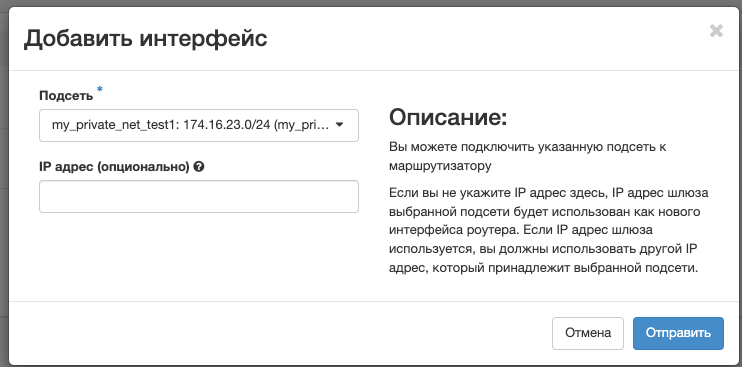 Добавить интерфейс
×
Подсеть *
my_private_net_test1: 174.16.23.0/24 (my_pri...
IP адрес (опционально) ?
Описание:
Вы можете подключить указанную подсеть к
маршрутизатору
Если вы не укажите IP адрес здесь, IP адрес шлюза
выбранной подсети будет использован как нового
интерфейса роутера. Если IP адрес шлюза
используется, вы должны использовать другой IP
адрес, который принадлежит выбранной подсети.
Отмена
Отправить